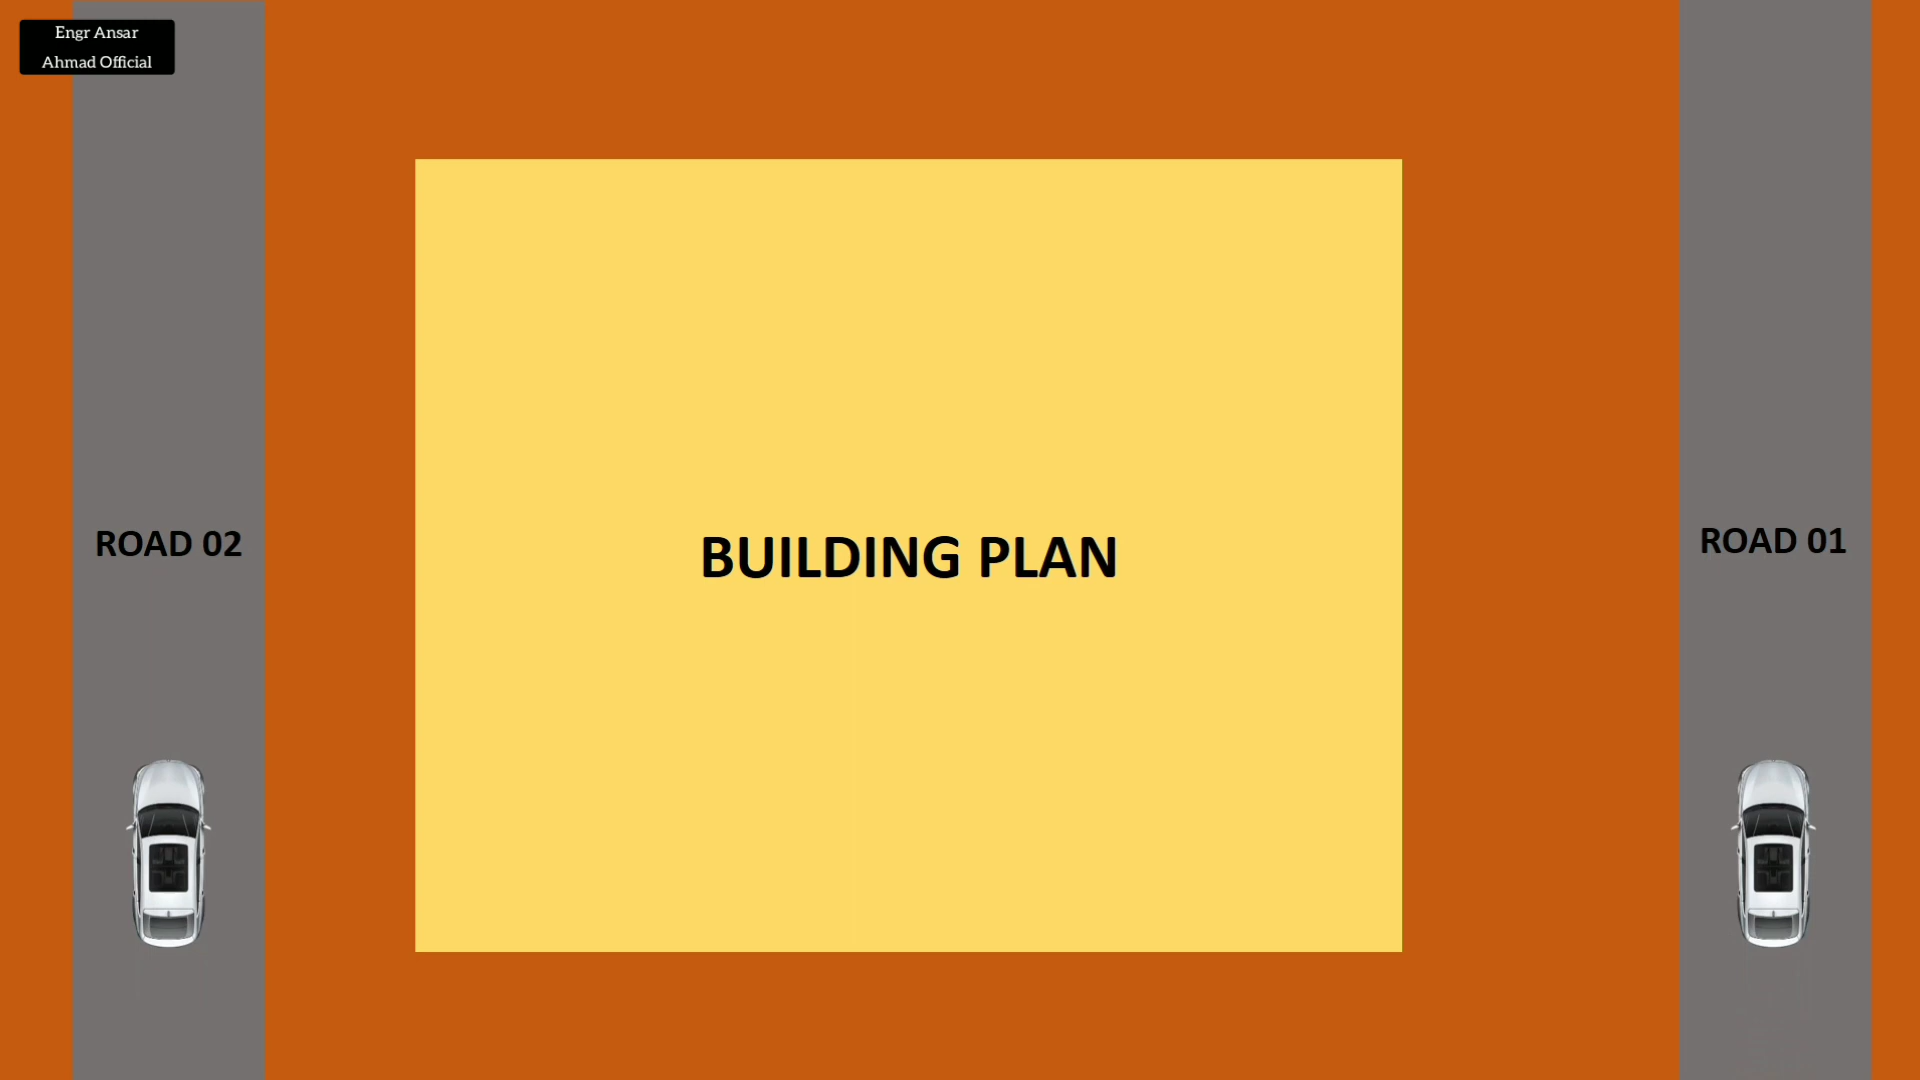 Engr Ansar
Ahmad Official
ROAD 02
BUILDING PLAN
ROAD 01